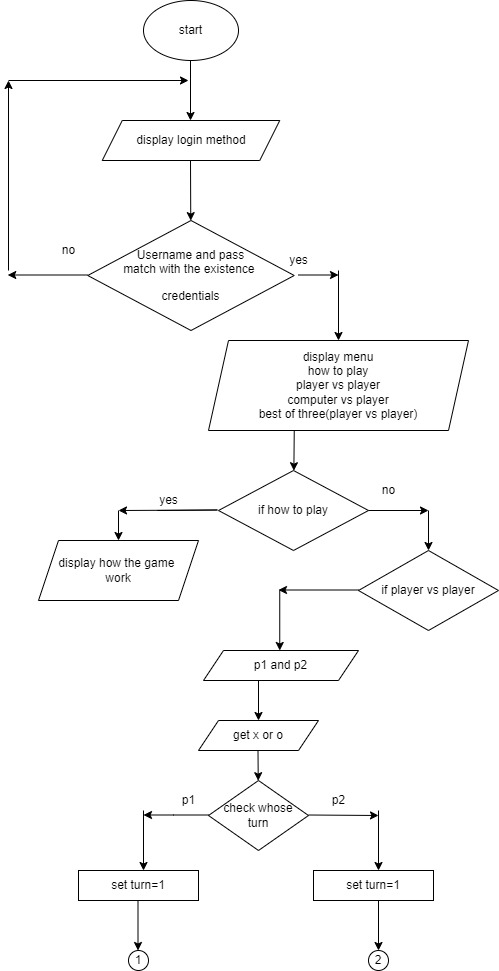 start
display login method
Username and pass
match with the existence
credentials
no
yes
display menu
how to play
player vs player
computer vs player
best of three(player vs player)
if how to play
yes
no
display how the game
work
if player vs player
p1 and p2
get x or o
check whose
turn
p1
p2
set turn=1
set turn=1
1
2